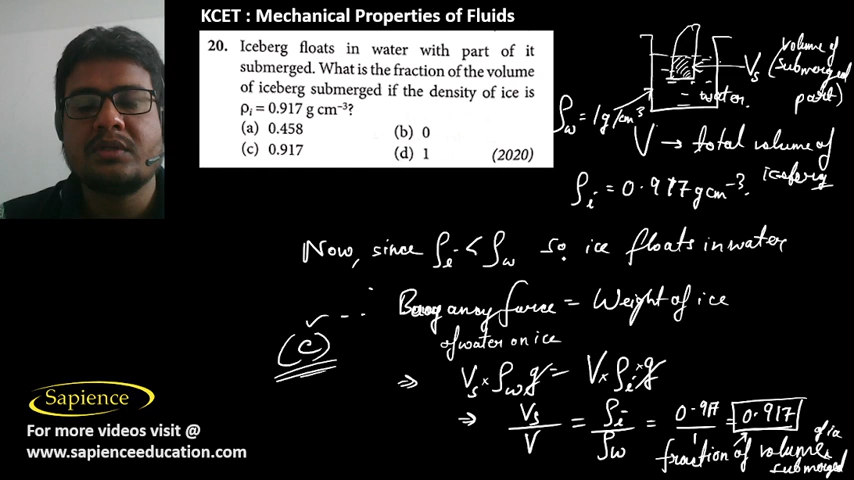 KCET : Mechanical Properties of Fluids
20. Iceberg floats in water with part of it
submerged. What is the fraction of the volume
of iceberg submerged if the density of ice is
ρᵢ = 0.917 g cm⁻³?
(a) 0.458 (b) 0
(c) 0.917 (d) 1 (2020)
Vₛ (volume of
submerged
part)
water.
ρw = 1g/cm³
V → total volume of
iceberg
ρᵢ = 0.917 g cm⁻³.
Now, since ρᵢ < ρw so. ice floats in water
∴ Buoyancy force = Weight of ice
of water on ice
(c) ✓
⇒ Vₛ × ρw g = V × ρᵢ × g
⇒ Vₛ/V = ρᵢ/ρw = 0.917/1 = 0.917
fraction of volume of ice
submerged
Sapience
For more videos visit @
www.sapienceeducation.com